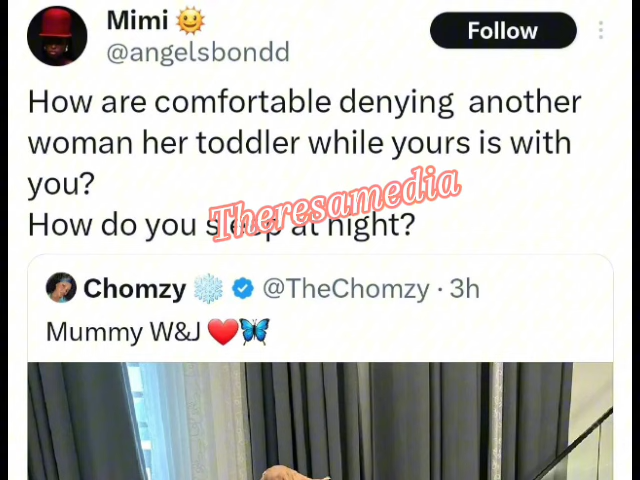 Mimi 🌞
@angelsbondd
Follow
How are comfortable denying another
woman her toddler while yours is with
you?
How do you sleep at night?
Theresamedia
Chomzy ❄️ @TheChomzy · 3h
Mummy W&J ❤️🦋